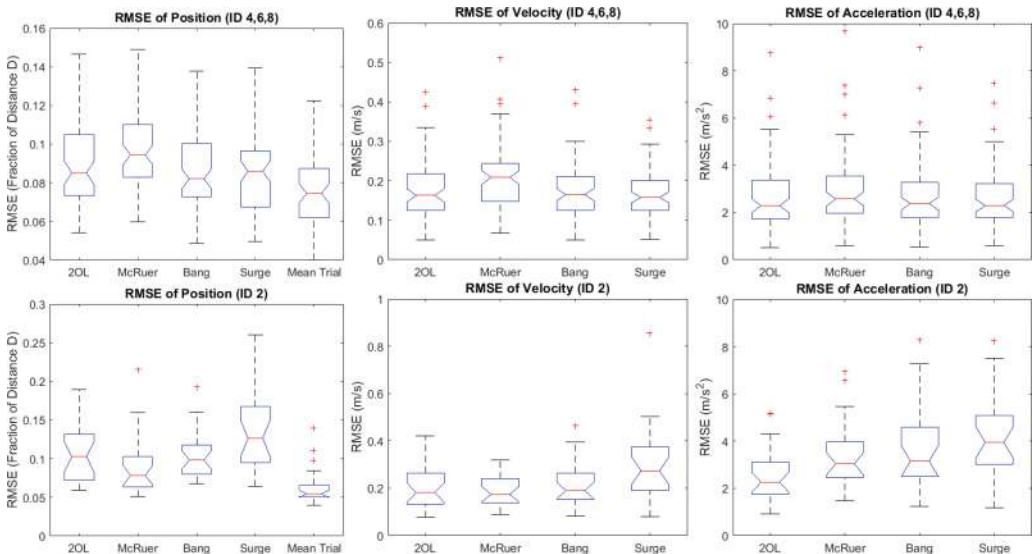 RMSE of Position (ID 4,6,8)
RMSE (Fraction of Distance D)
0.16
0.14
0.12
0.1
0.08
0.06
0.04
2OL McRuer Bang Surge Mean Trial
RMSE of Velocity (ID 4,6,8)
RMSE (m/s)
0.6
0.5
0.4
0.3
0.2
0.1
0
2OL McRuer Bang Surge
RMSE of Acceleration (ID 4,6,8)
RMSE (m/s²)
10
8
6
4
2
0
2OL McRuer Bang Surge
RMSE of Position (ID 2)
RMSE (Fraction of Distance D)
0.3
0.25
0.2
0.15
0.1
0.05
0
2OL McRuer Bang Surge Mean Trial
RMSE of Velocity (ID 2)
RMSE (m/s)
1
0.8
0.6
0.4
0.2
0
2OL McRuer Bang Surge
RMSE of Acceleration (ID 2)
RMSE (m/s²)
10
8
6
4
2
0
2OL McRuer Bang Surge